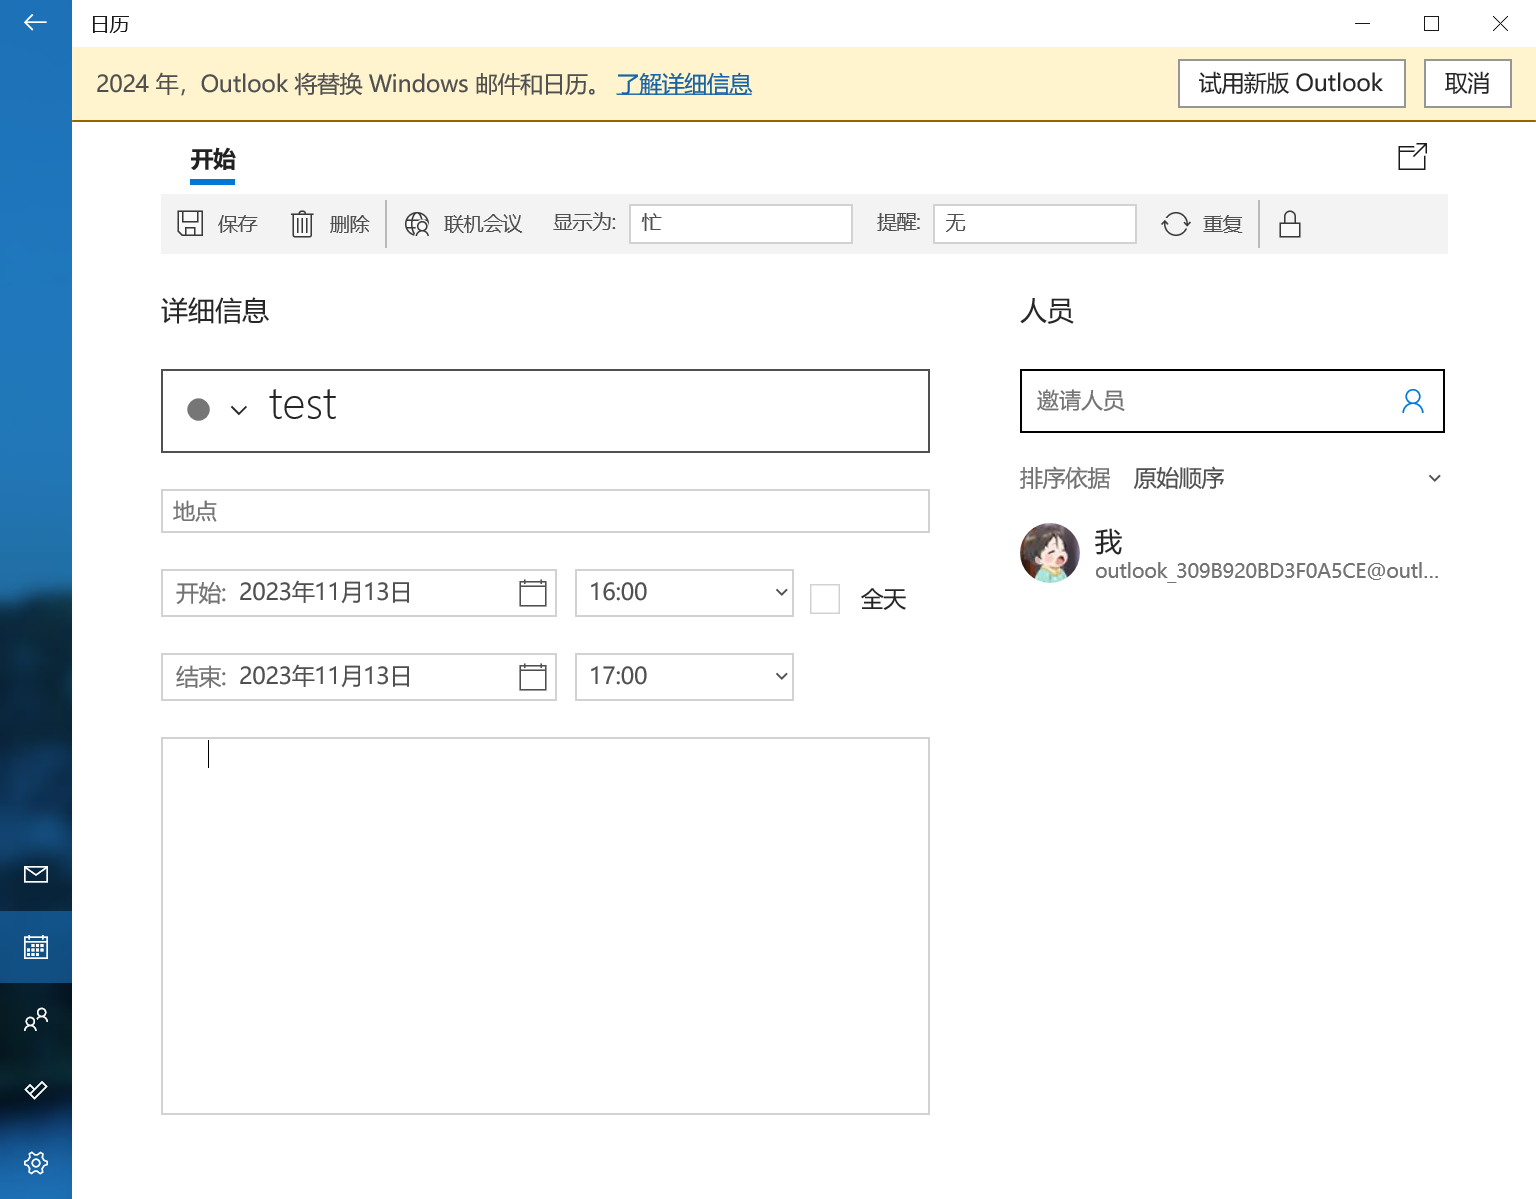 日历
2024 年，Outlook 将替换 Windows 邮件和日历。 了解详细信息 试用新版 Outlook 取消
开始
保存 删除 联机会议 显示为: 忙 提醒: 无 重复
详细信息 人员
test 邀请人员
排序依据 原始顺序
地点
我
outlook_309B920BD3F0A5CE@outl...
开始: 2023年11月13日 16:00 全天
结束: 2023年11月13日 17:00